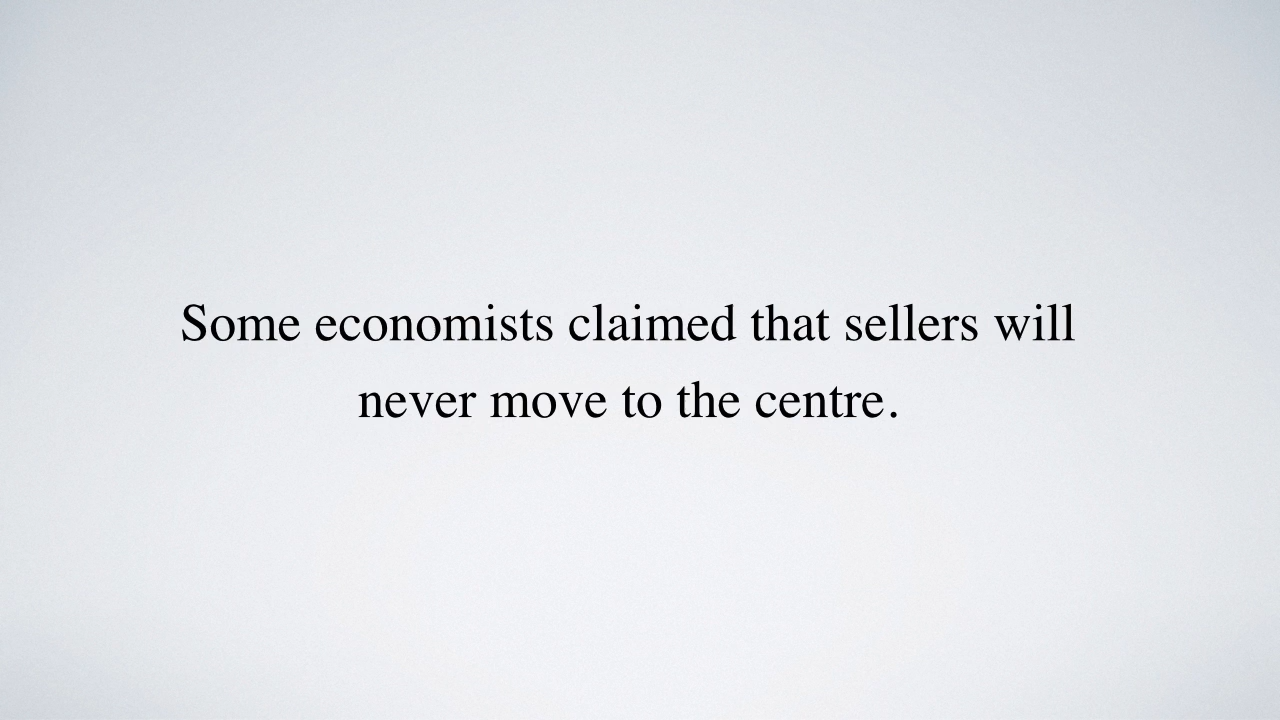 Some economists claimed that sellers will
never move to the centre.